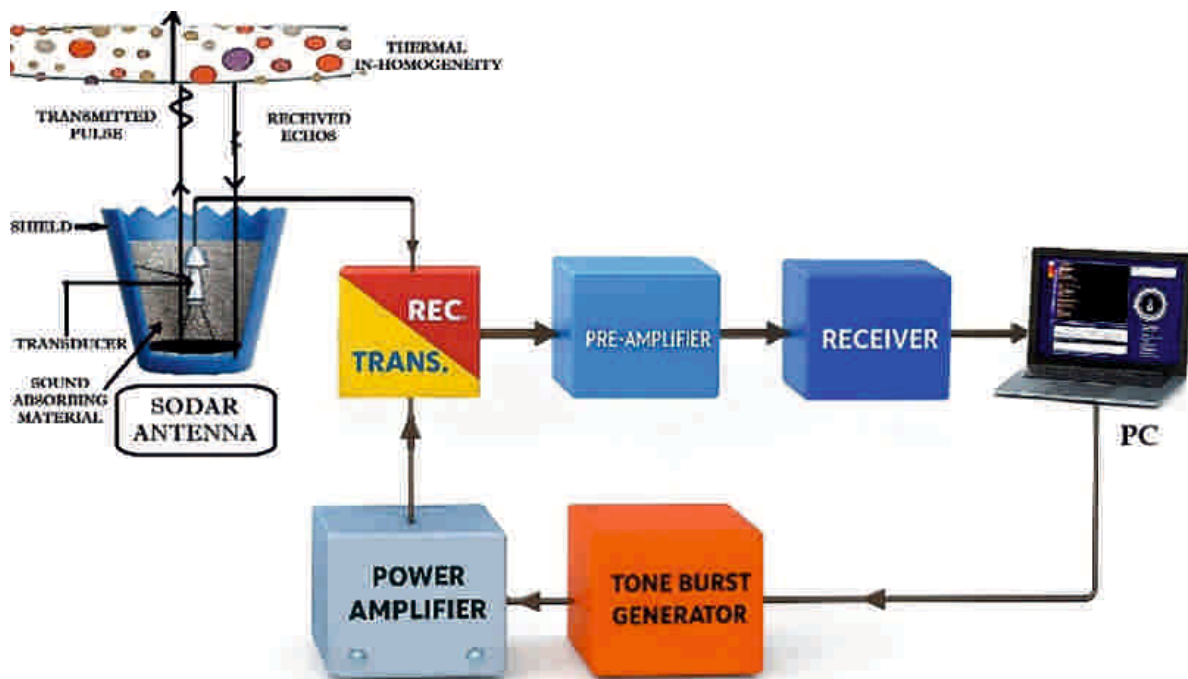 THERMAL
IN-HOMOGENEITY
TRANSMITTED
PULSE
RECEIVED
ECHOS
SHIELD
TRANSDUCER
SOUND
ABSORBING
MATERIAL
SODAR
ANTENNA
REC.
TRANS.
PRE-AMPLIFIER
RECEIVER
PC
POWER
AMPLIFIER
TONE BURST
GENERATOR